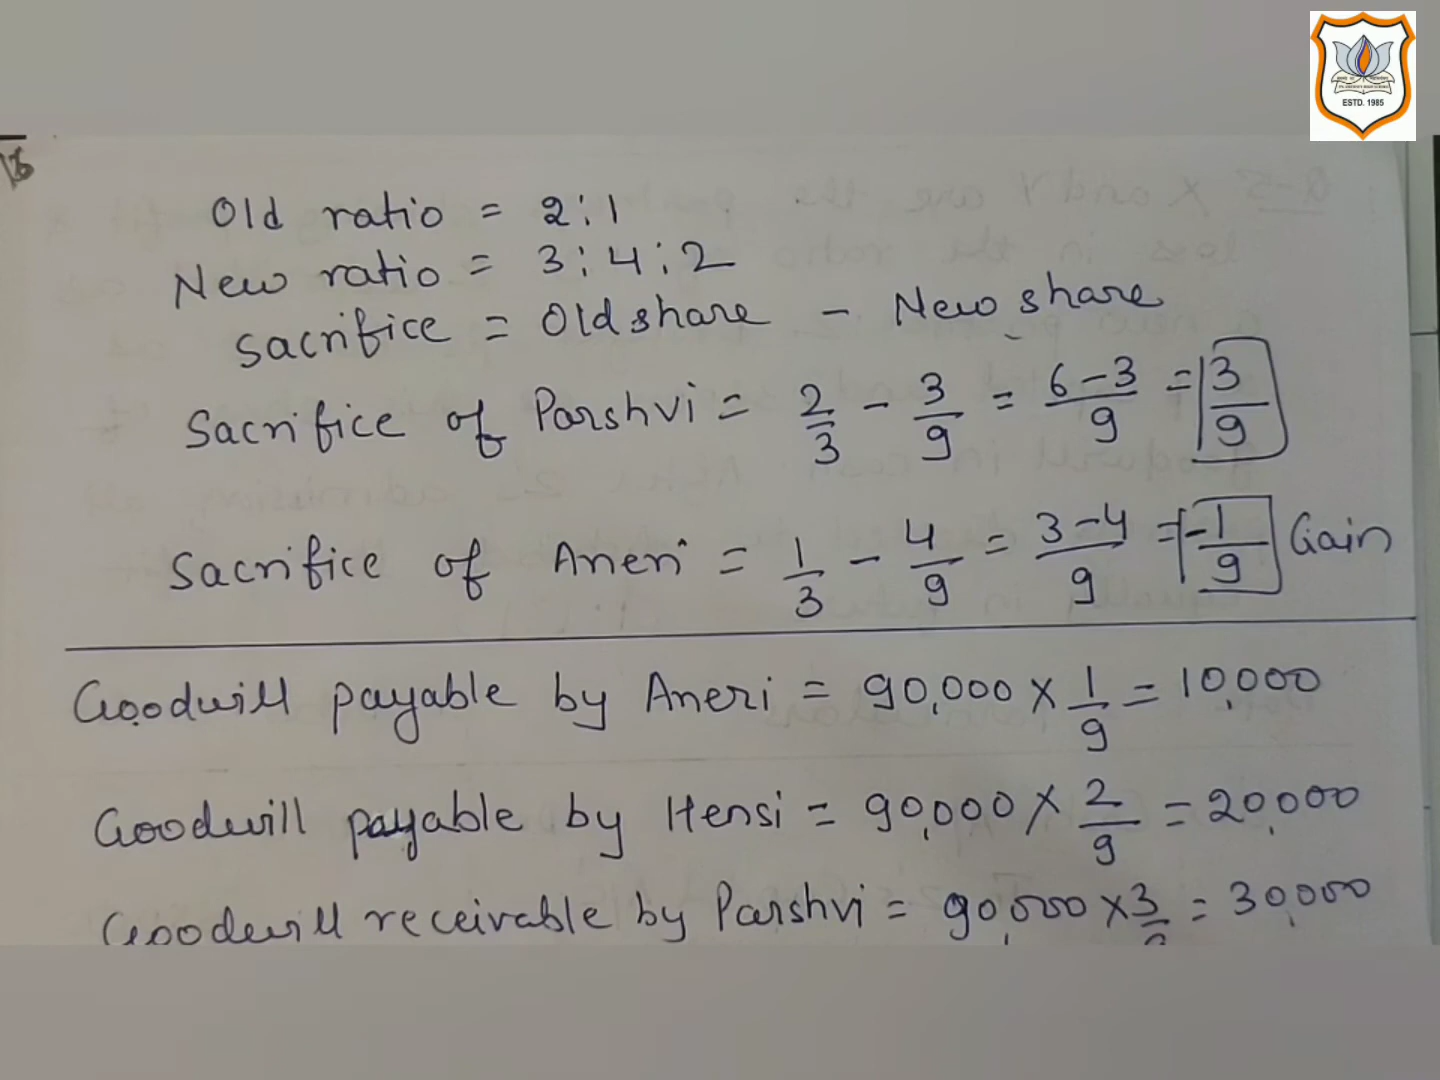 ESTD. 1985
Old ratio = 2:1
New ratio = 3:4:2
Sacrifice = Old share - New share
Sacrifice of Parshvi = 2/3 - 3/9 = 6-3/9 = 3/9
Sacrifice of Aneri = 1/3 - 4/9 = 3-4/9 = -1/9 Gain
Goodwill payable by Aneri = 90,000 x 1/9 = 10,000
Goodwill payable by Hensi = 90,000 x 2/9 = 20,000
Goodwill receivable by Parshvi = 90,000 x 3/9 = 30,000